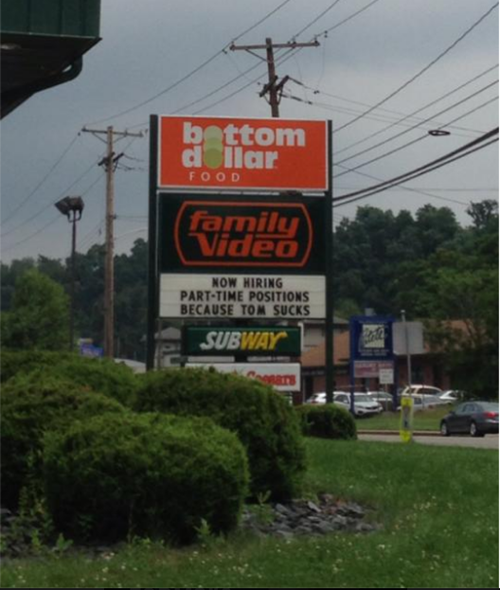 bottom
dollar
FOOD
family
Video
NOW HIRING
PART-TIME POSITIONS
BECAUSE TOM SUCKS
SUBWAY